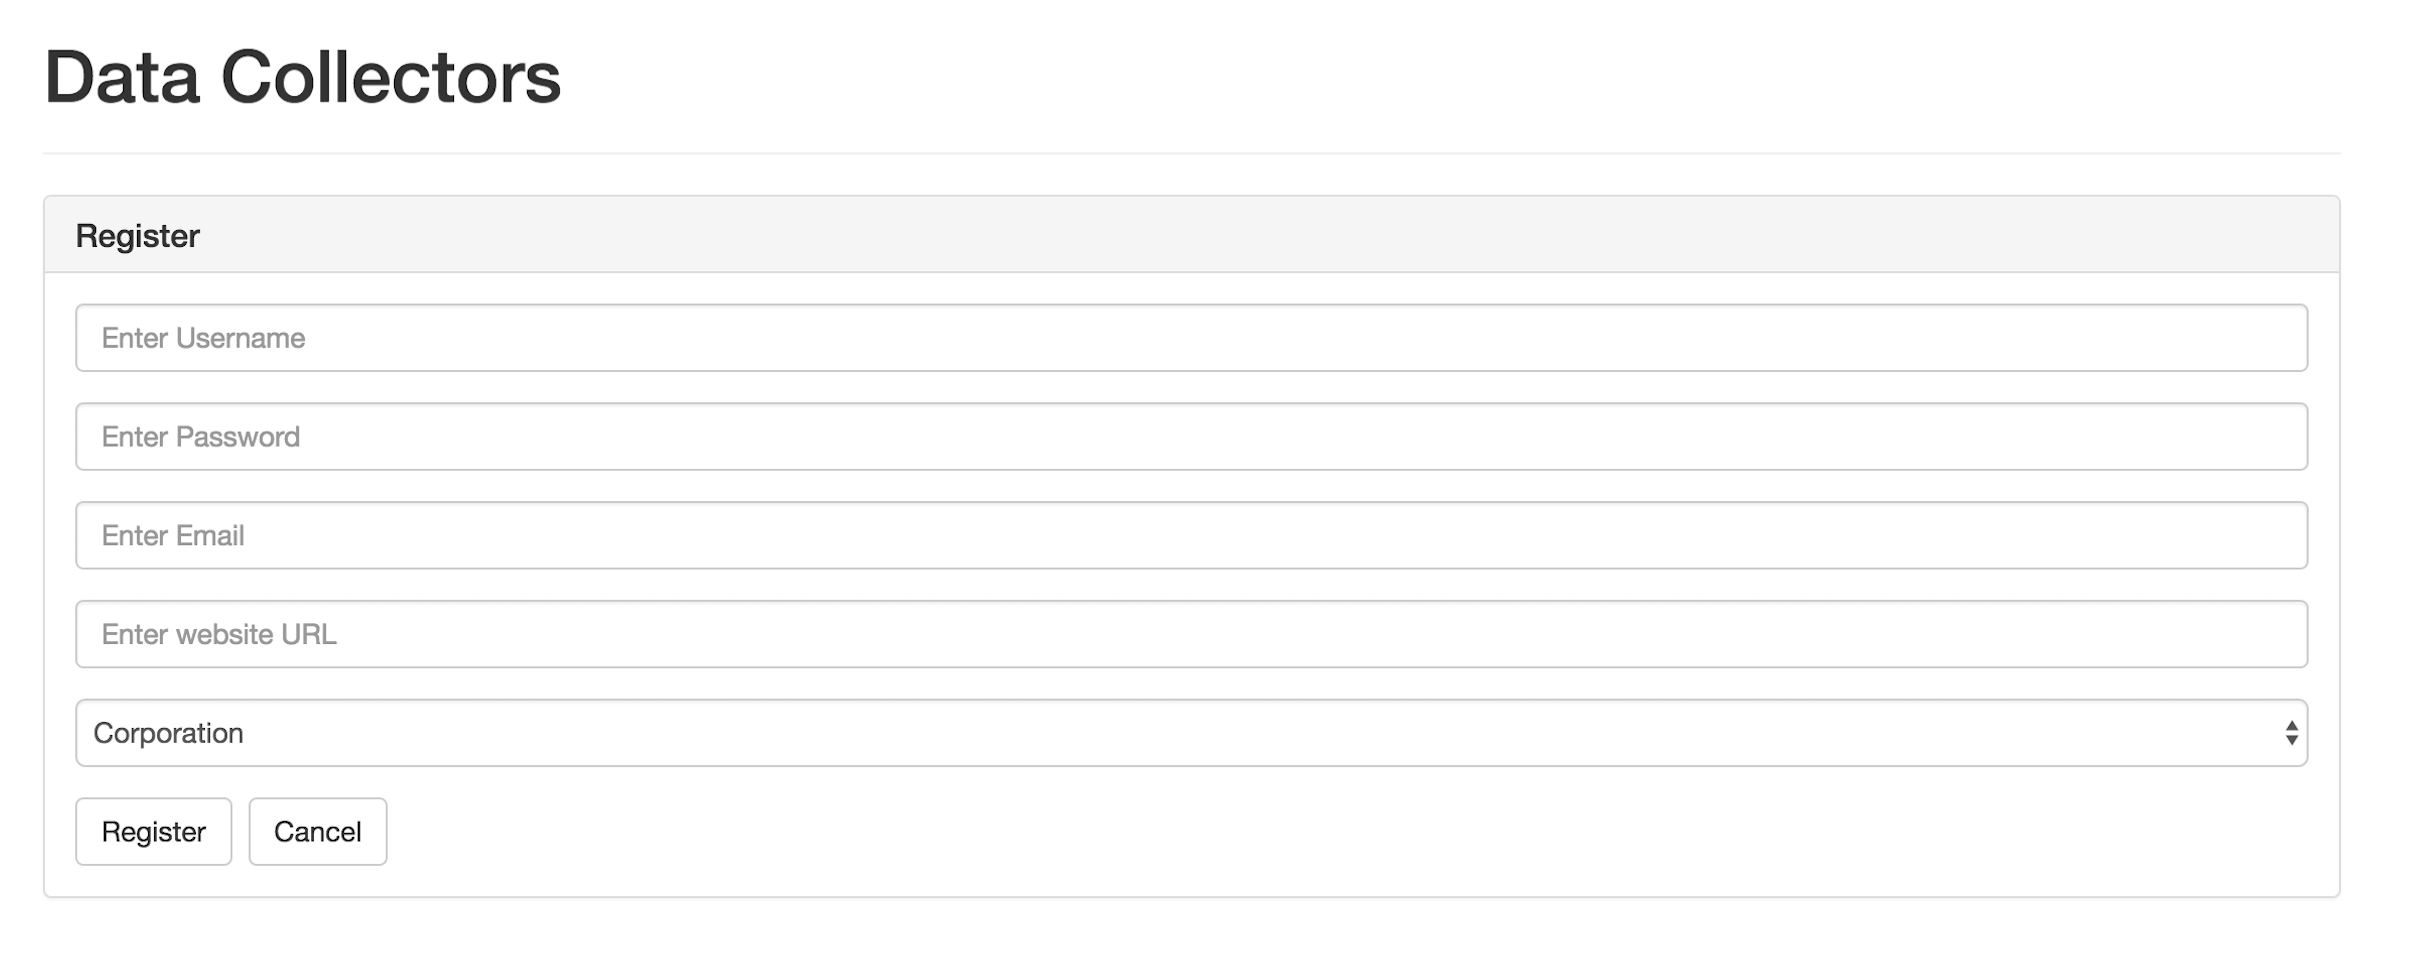 Data Collectors
Register
Enter Username
Enter Password
Enter Email
Enter website URL
Corporation
Register Cancel